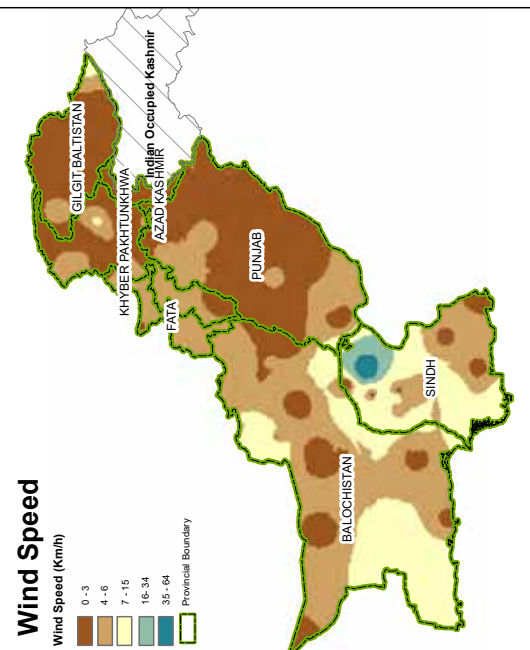 Wind Speed
Wind Speed (Km/h)
0 - 3
4 - 6
7 - 15
16- 34
35 - 64
Provincial Boundary
GILGIT BALTISTAN
Indian Occupied Kashmir
KHYBER PAKHTUNKHWA
AZAD KASHMIR
FATA
PUNJAB
BALOCHISTAN
SINDH